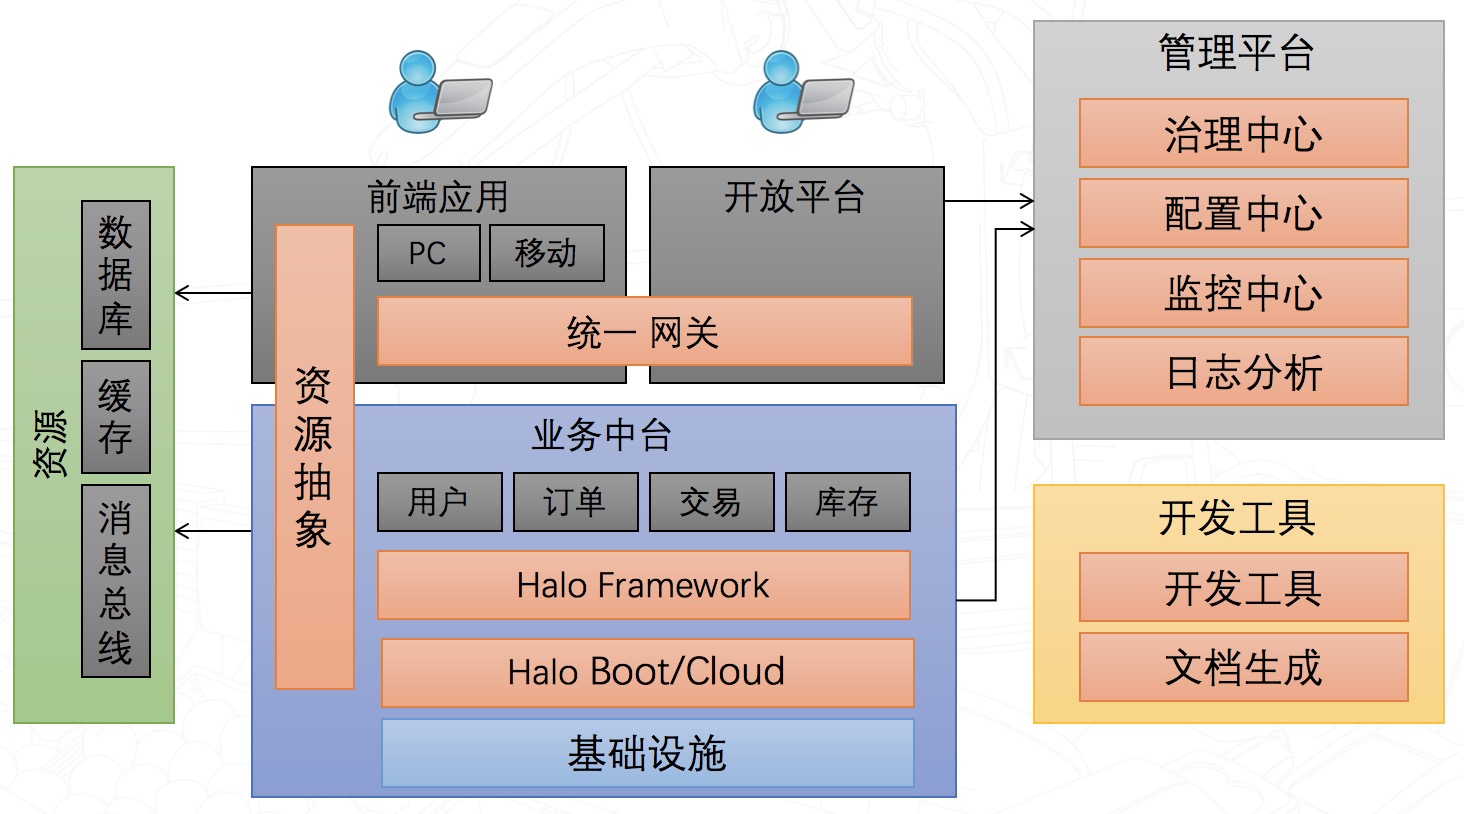 资源
数据库
缓存
消息总线
前端应用
PC
移动
开放平台
统一 网关
资源抽象
业务中台
用户
订单
交易
库存
Halo Framework
Halo Boot/Cloud
基础设施
管理平台
治理中心
配置中心
监控中心
日志分析
开发工具
开发工具
文档生成